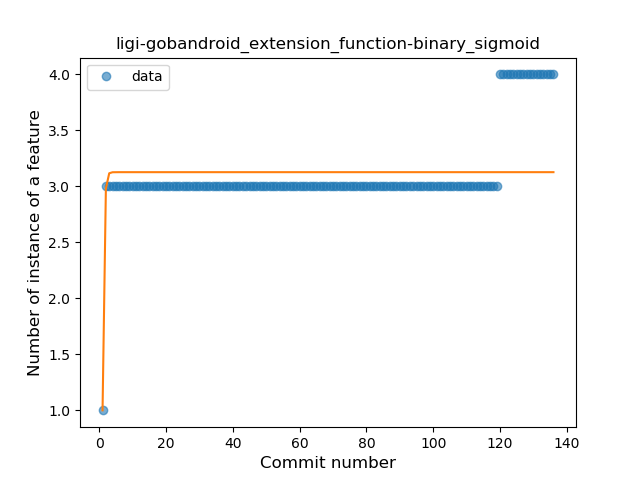 ligi-gobandroid_extension_function-binary_sigmoid
data
Number of instance of a feature
4.0
3.5
3.0
2.5
2.0
1.5
1.0
0 20 40 60 80 100 120 140
Commit number